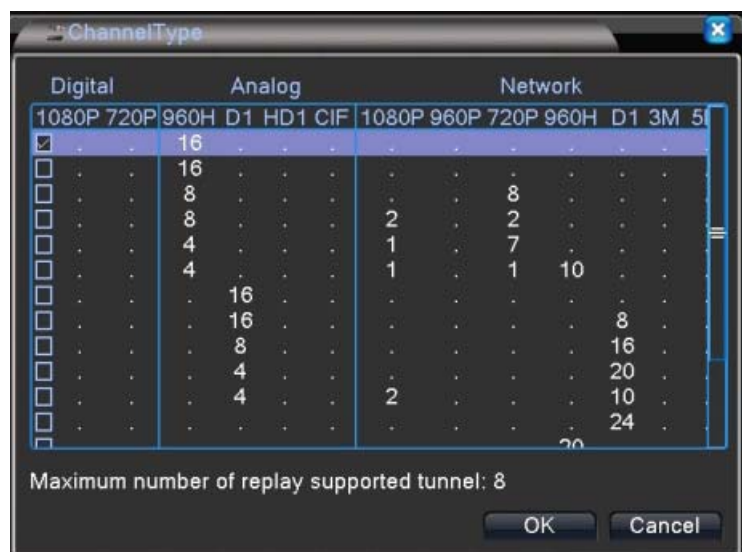 ChannelType
Digital Analog Network
1080P 720P 960H D1 HD1 CIF 1080P 960P 720P 960H D1 3M
. . 16 . . . . . . . . . .
. . 16 . . . . . . . . . .
. . 8 . . . . . 8 . . . .
. . 8 . . . 2 . 2 . . . .
. . 4 . . . 1 . 7 . . . .
. . 4 . . . 1 . 1 10 . . .
. . . 16 . . . . . . . . .
. . . 16 . . . . . . 8 . .
. . . 8 . . . . . . 16 . .
. . . 4 . . . . . . 20 . .
. . . 4 . . 2 . . . 10 . .
. . . . . . . . . . 24 . .
20
Maximum number of replay supported tunnel: 8
OK Cancel